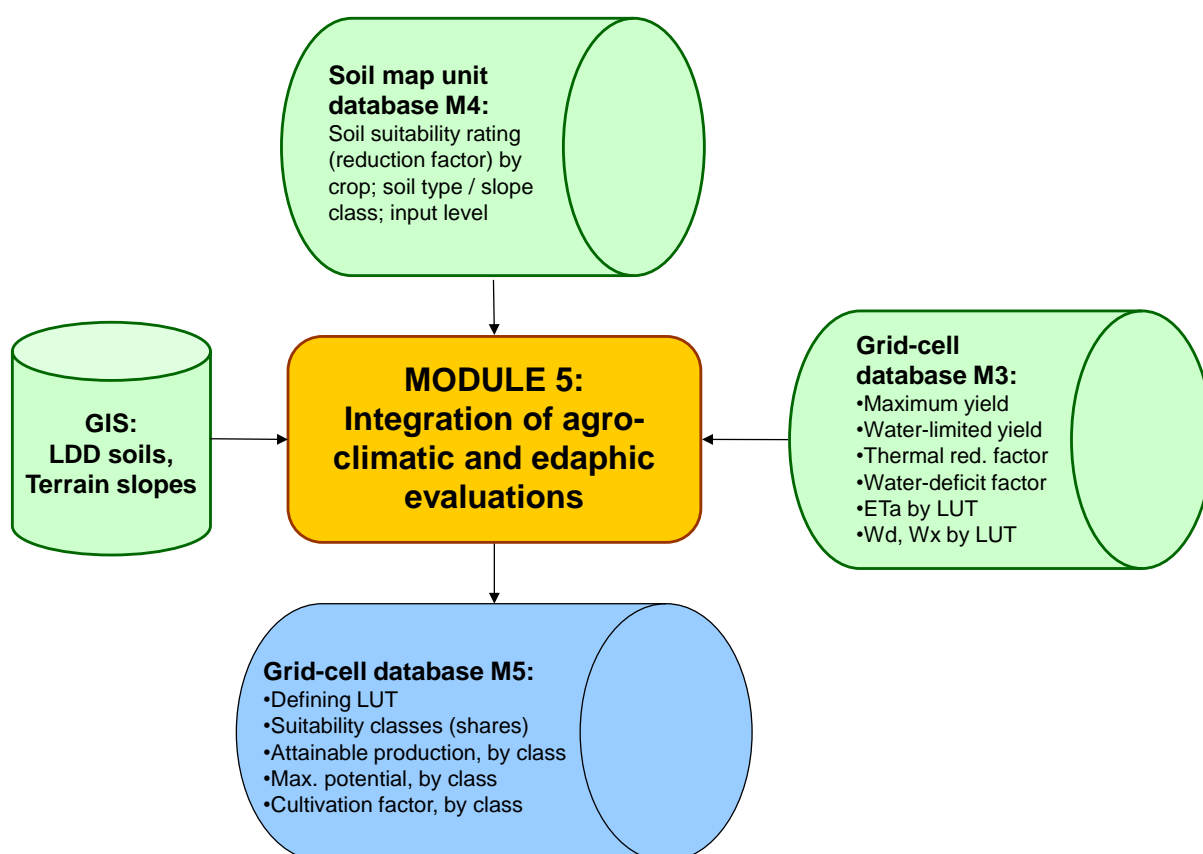 Soil map unit
database M4:
Soil suitability rating
(reduction factor) by
crop; soil type / slope
class; input level
GIS:
LDD soils,
Terrain slopes
MODULE 5:
Integration of agro-
climatic and edaphic
evaluations
Grid-cell
database M3:
•Maximum yield
•Water-limited yield
•Thermal red. factor
•Water-deficit factor
•ETa by LUT
•Wd, Wx by LUT
Grid-cell database M5:
•Defining LUT
•Suitability classes (shares)
•Attainable production, by class
•Max. potential, by class
•Cultivation factor, by class